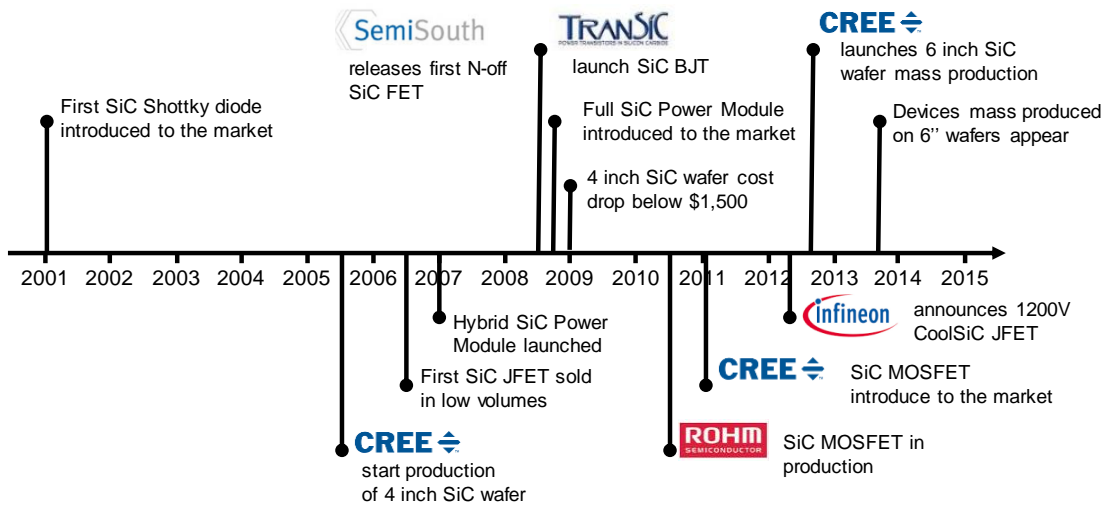 SemiSouth
releases first N-off
SiC FET
TRANSiC
POWER TRANSISTORS IN SILICON CARBIDE
launch SiC BJT
CREE
launches 6 inch SiC
wafer mass production
First SiC Shottky diode
introduced to the market
Full SiC Power Module
introduced to the market
Devices mass produced
on 6’’ wafers appear
4 inch SiC wafer cost
drop below $1,500
2001 2002 2003 2004 2005 2006 2007 2008 2009 2010 2011 2012 2013 2014 2015
Hybrid SiC Power
Module launched
infineon
announces 1200V
CoolSiC JFET
First SiC JFET sold
in low volumes
CREE
SiC MOSFET
introduce to the market
CREE
start production
of 4 inch SiC wafer
ROHM
SEMICONDUCTOR
SiC MOSFET in
production